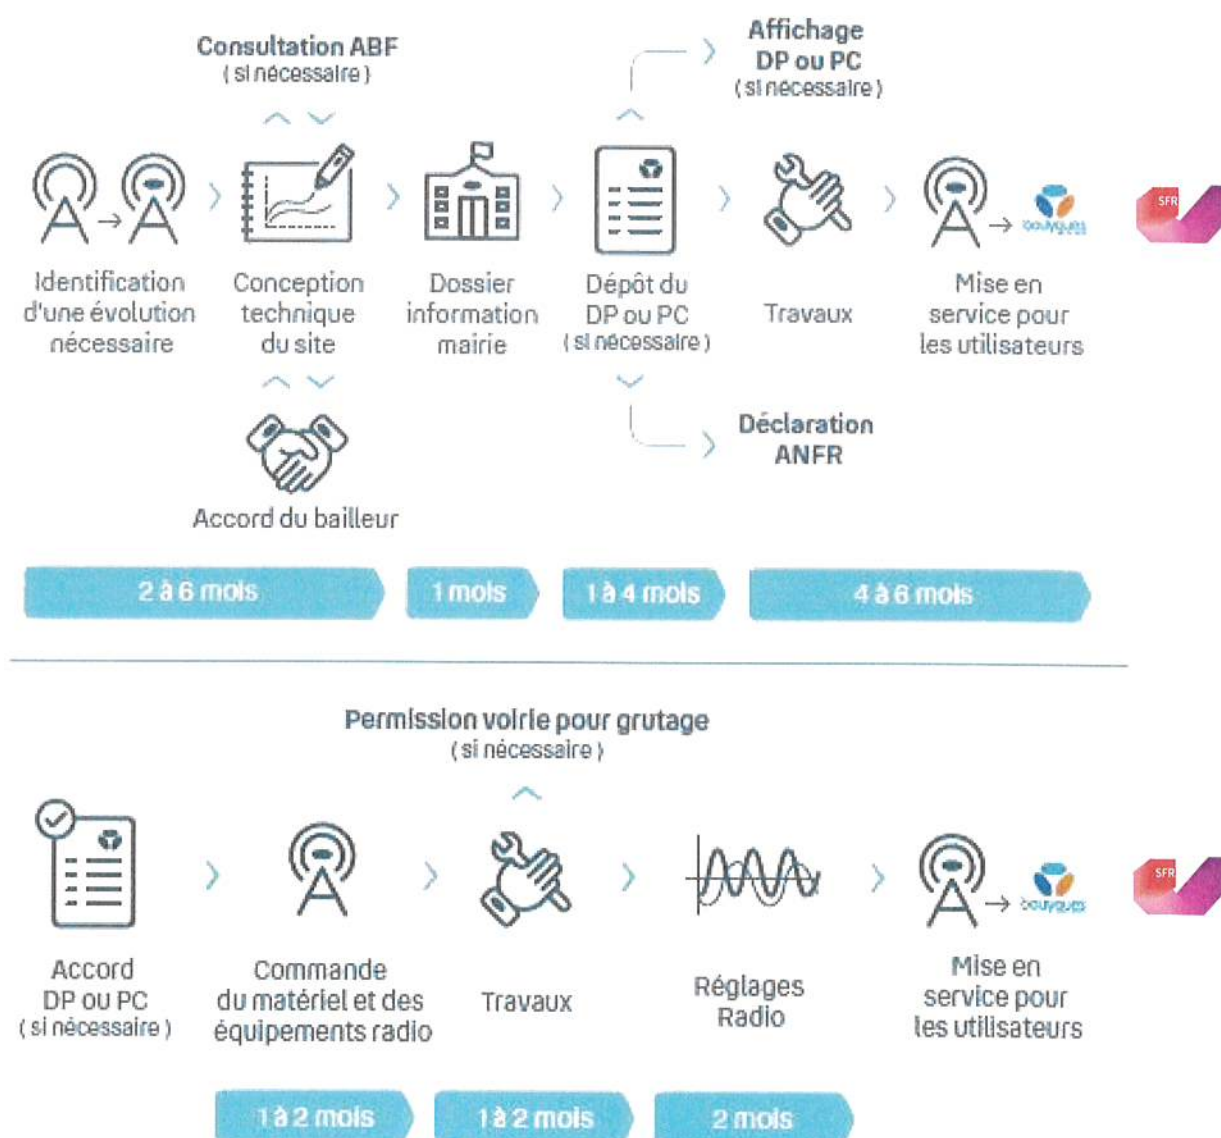 Consultation ABF
( si nécessaire )
Affichage
DP ou PC
( si nécessaire )
Identification
d'une évolution
nécessaire
Conception
technique
du site
Dossier
information
mairie
Dépôt du
DP ou PC
( si nécessaire )
Travaux
Mise en
service pour
les utilisateurs
bouygues
SFR
Accord du bailleur
Déclaration
ANFR
2 à 6 mois
1 mois
1 à 4 mois
4 à 6 mois
Permission voirie pour grutage
( si nécessaire )
Accord
DP ou PC
( si nécessaire )
Commande
du matériel et des
équipements radio
Travaux
Réglages
Radio
Mise en
service pour
les utilisateurs
bouygues
SFR
1 à 2 mois
1 à 2 mois
2 mois